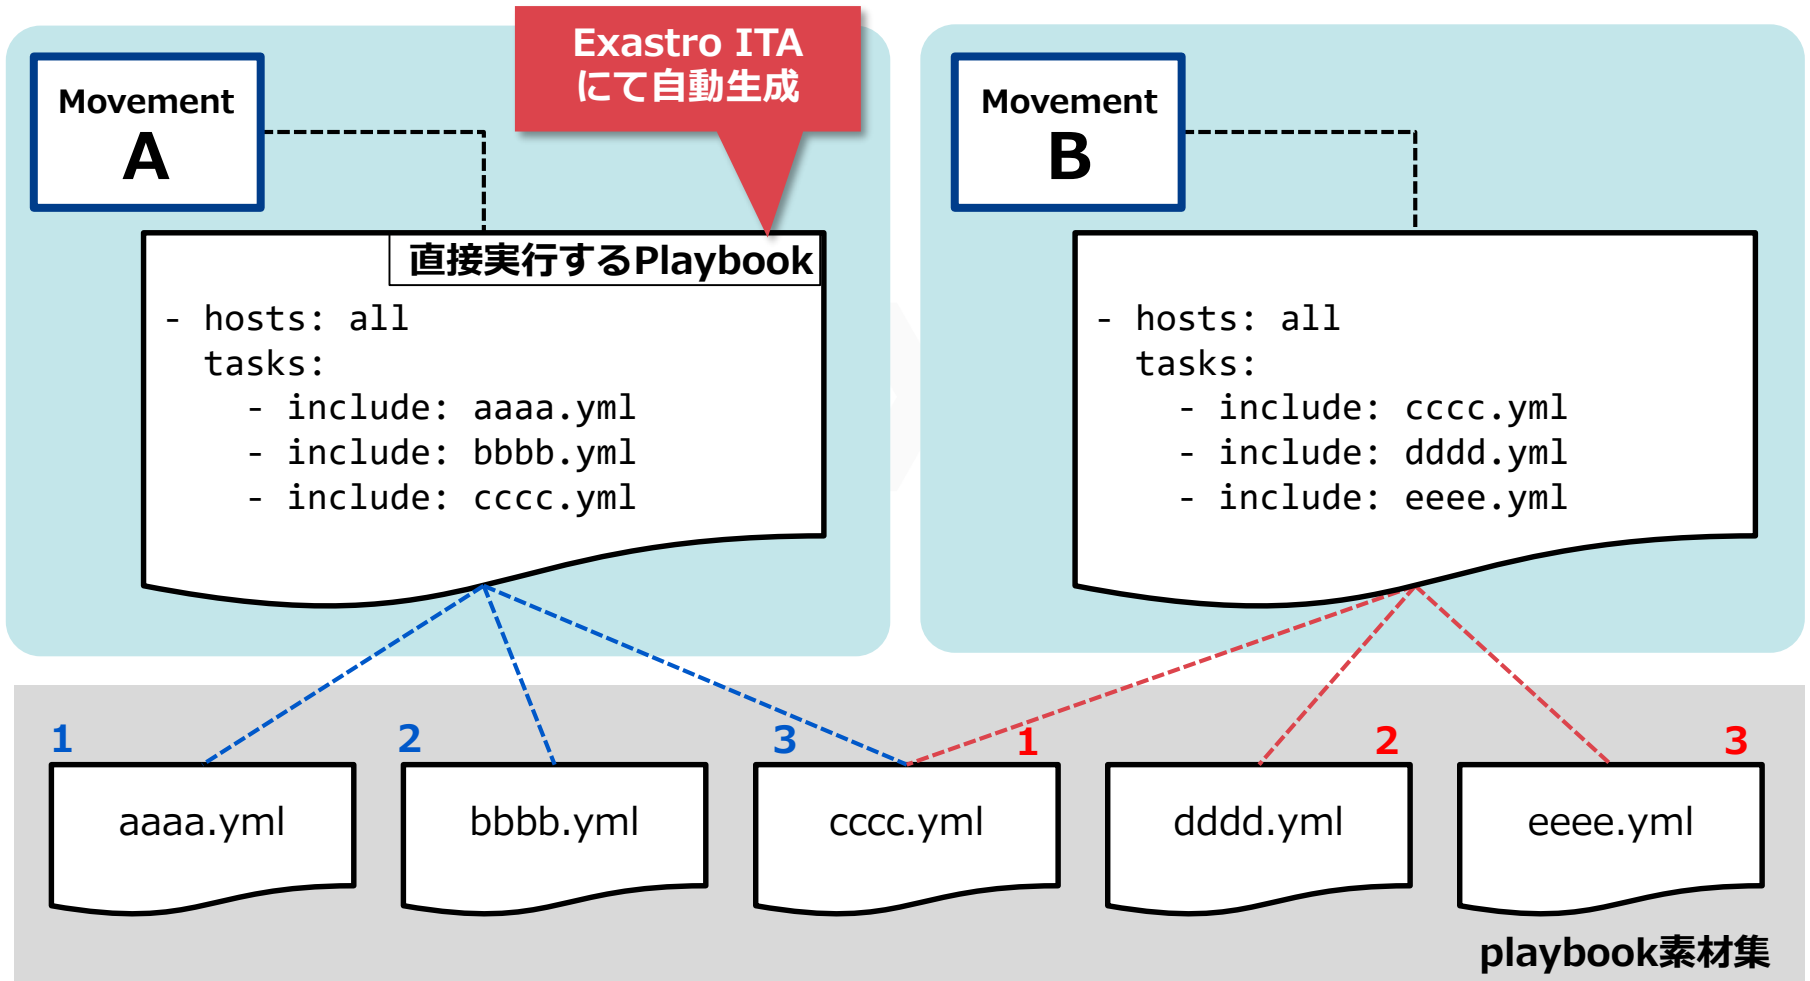 Exastro ITA
にて自動生成
Movement
A
直接実行するPlaybook
- hosts: all
  tasks:
    - include: aaaa.yml
    - include: bbbb.yml
    - include: cccc.yml
Movement
B
- hosts: all
  tasks:
    - include: cccc.yml
    - include: dddd.yml
    - include: eeee.yml
1 2 3 1 2 3
aaaa.yml bbbb.yml cccc.yml dddd.yml eeee.yml
playbook素材集